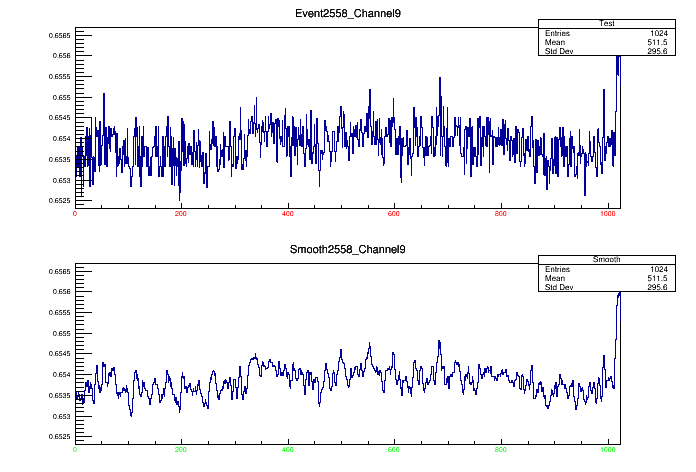 Event2558_Channel9
Test
Entries 1024
Mean 511.5
Std Dev 295.6
0.6565
0.656
0.6555
0.655
0.6545
0.654
0.6535
0.653
0.6525
0 200 400 600 800 1000
Smooth2558_Channel9
Smooth
Entries 1024
Mean 511.5
Std Dev 295.6
0.6565
0.656
0.6555
0.655
0.6545
0.654
0.6535
0.653
0.6525
0 200 400 600 800 1000